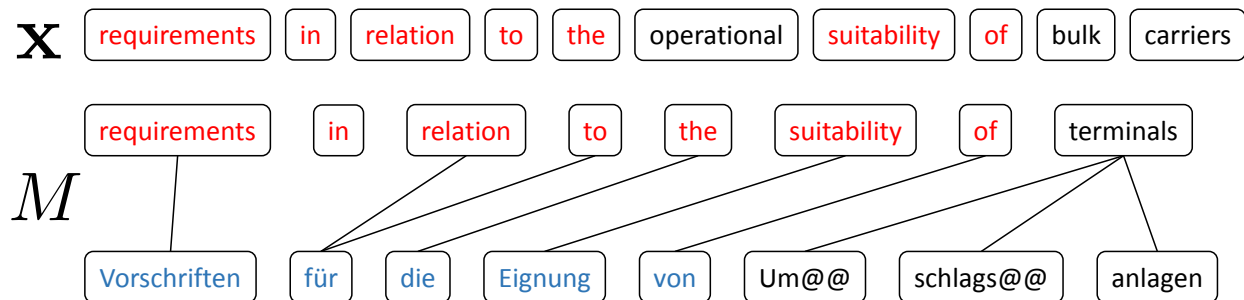 x requirements in relation to the operational suitability of bulk carriers
requirements in relation to the suitability of terminals
M
Vorschriften für die Eignung von Um@@ schlags@@ anlagen